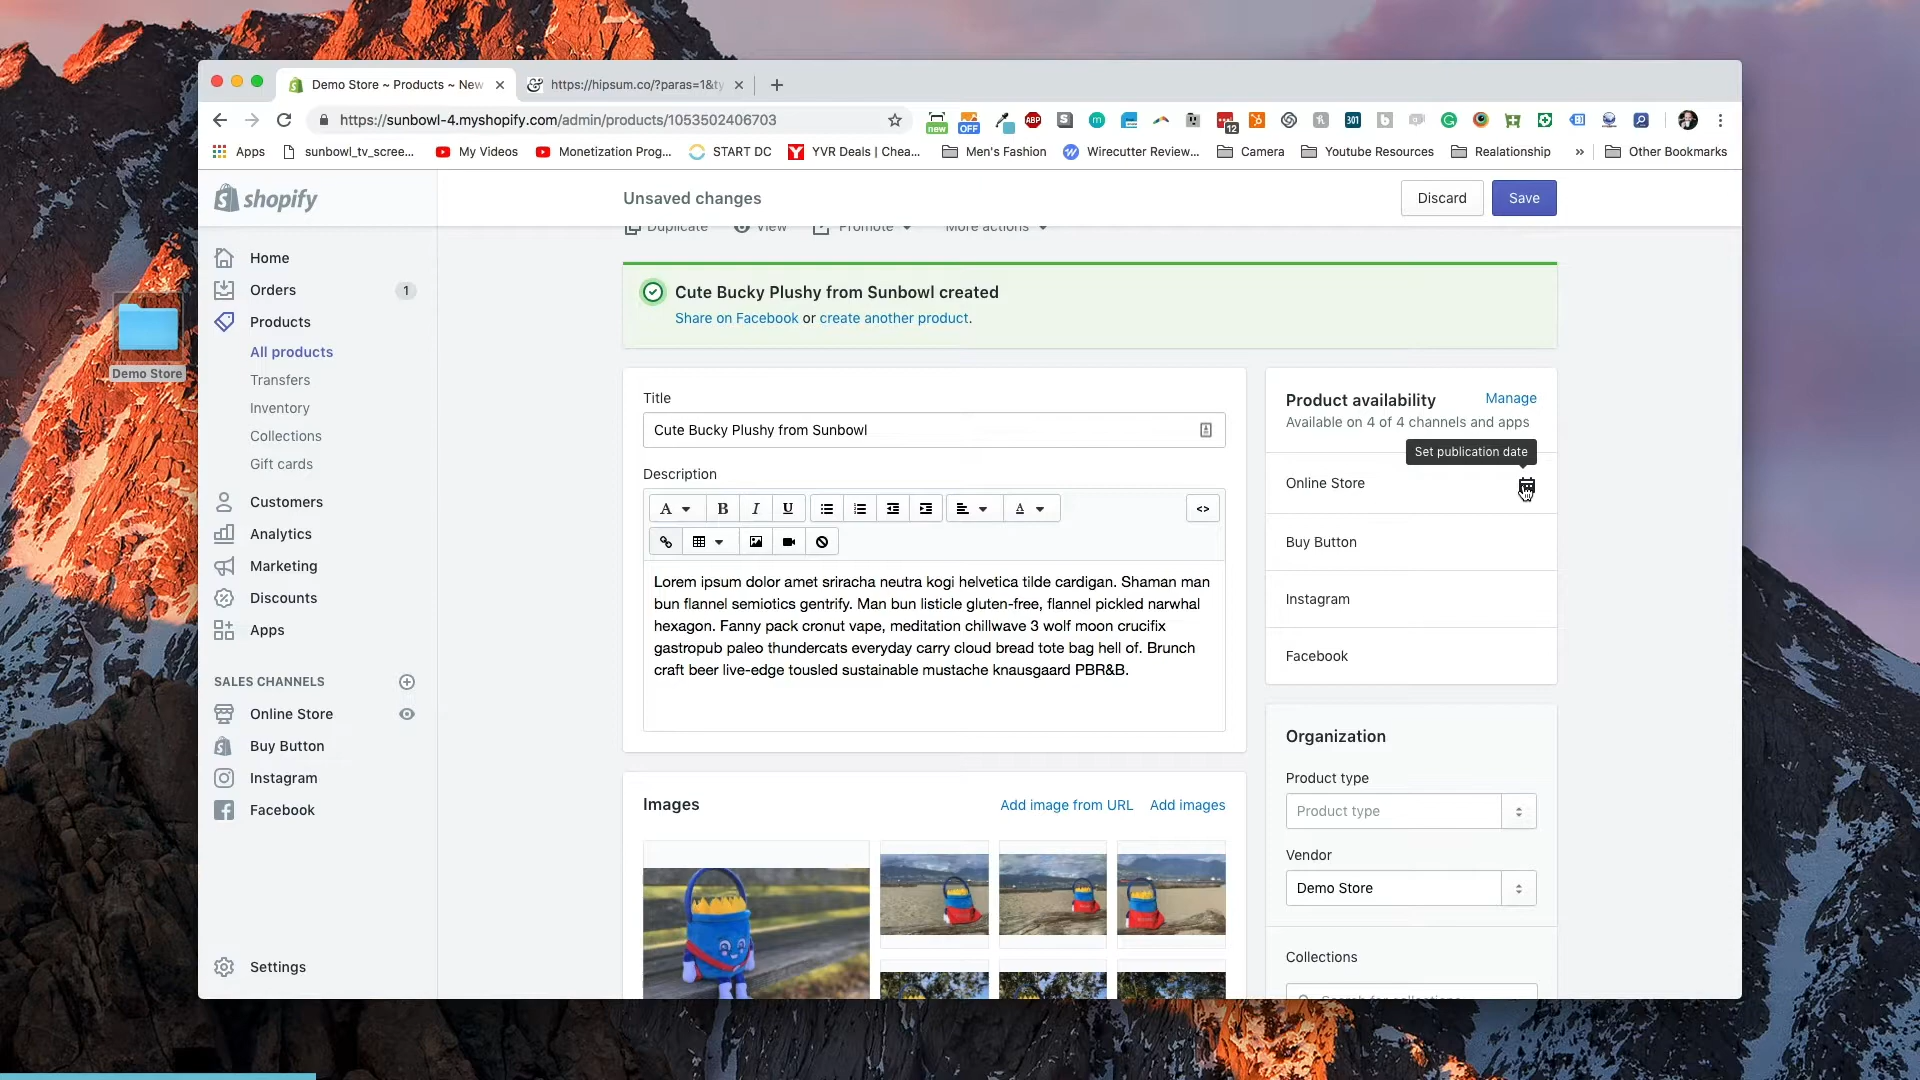 Demo Store ~ Products ~ New
https://hipsum.co/?paras=1&ty
https://sunbowl-4.myshopify.com/admin/products/1053502406703
new
OFF
ABP
12
301
Apps
sunbowl_tv_scree...
My Videos
Monetization Prog...
START DC
YVR Deals | Chea...
Men's Fashion
Wirecutter Review...
Camera
Youtube Resources
Realationship
»
Other Bookmarks
shopify
Unsaved changes
Discard
Save
Duplicate
View
Promote
More actions
Home
Orders
1
Products
All products
Transfers
Inventory
Collections
Gift cards
Customers
Analytics
Marketing
Discounts
Apps
SALES CHANNELS
Online Store
Buy Button
Instagram
Facebook
Settings
Demo Store
Cute Bucky Plushy from Sunbowl created
Share on Facebook or create another product.
Title
Cute Bucky Plushy from Sunbowl
Description
A
B
I
U
A
<>
Lorem ipsum dolor amet sriracha neutra kogi helvetica tilde cardigan. Shaman man
bun flannel semiotics gentrify. Man bun listicle gluten-free, flannel pickled narwhal
hexagon. Fanny pack cronut vape, meditation chillwave 3 wolf moon crucifix
gastropub paleo thundercats everyday carry cloud bread tote bag hell of. Brunch
craft beer live-edge tousled sustainable mustache knausgaard PBR&B.
Images
Add image from URL
Add images
Product availability
Manage
Available on 4 of 4 channels and apps
Set publication date
Online Store
Buy Button
Instagram
Facebook
Organization
Product type
Product type
Vendor
Demo Store
Collections